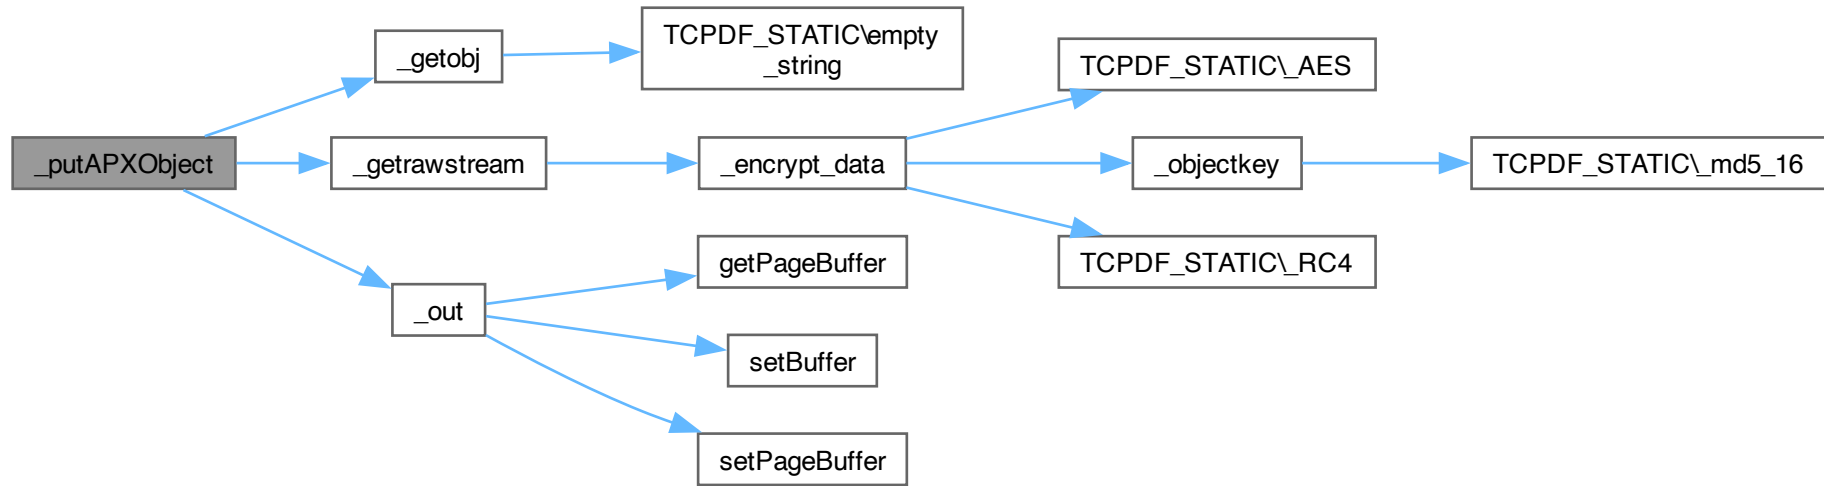 _getobj
TCPDF_STATIC\empty
_string
TCPDF_STATIC\_AES
_putAPXObject
_getrawstream
_encrypt_data
_objectkey
TCPDF_STATIC\_md5_16
getPageBuffer
TCPDF_STATIC\_RC4
_out
setBuffer
setPageBuffer